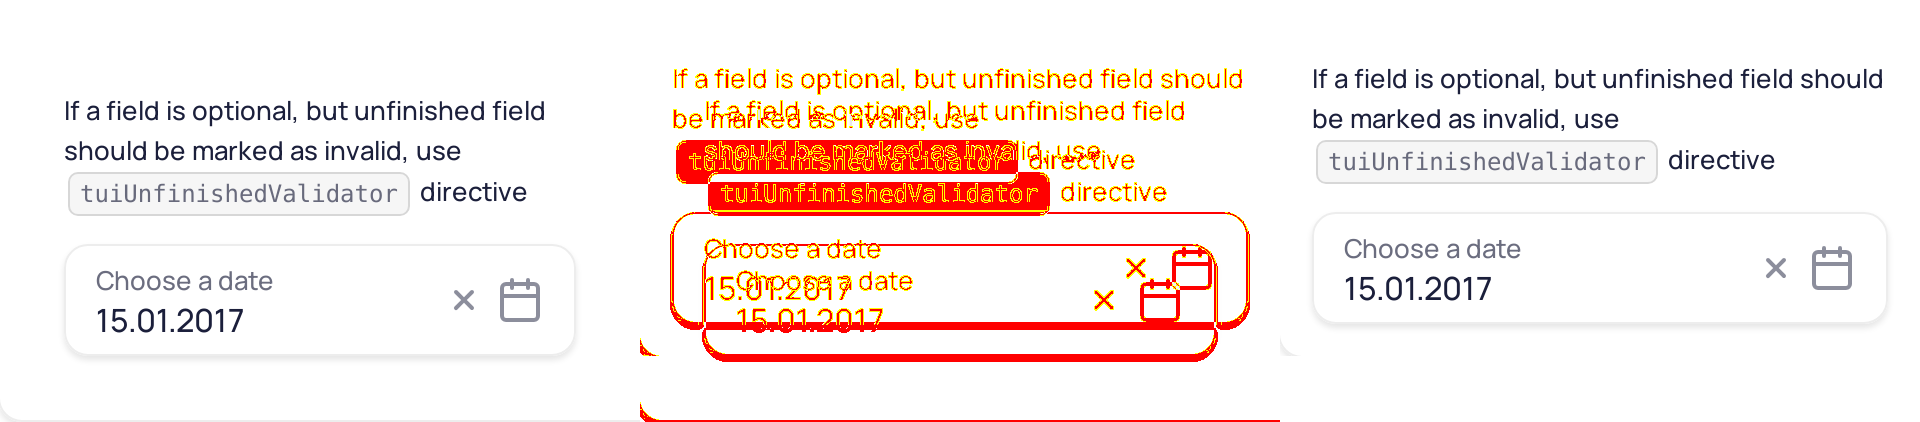 If a field is optional, but unfinished field
should be marked as invalid, use
tuiUnfinishedValidator directive
Choose a date
15.01.2017
If a field is optional, but unfinished field should
be marked as invalid, use
If a field is optional, but unfinished field
should be marked as invalid, use
tuiUnfinishedValidator directive
tuiUnfinishedValidator directive
Choose a date
15.01.2017
Choose a date
15.01.2017
If a field is optional, but unfinished field should
be marked as invalid, use
tuiUnfinishedValidator directive
Choose a date
15.01.2017